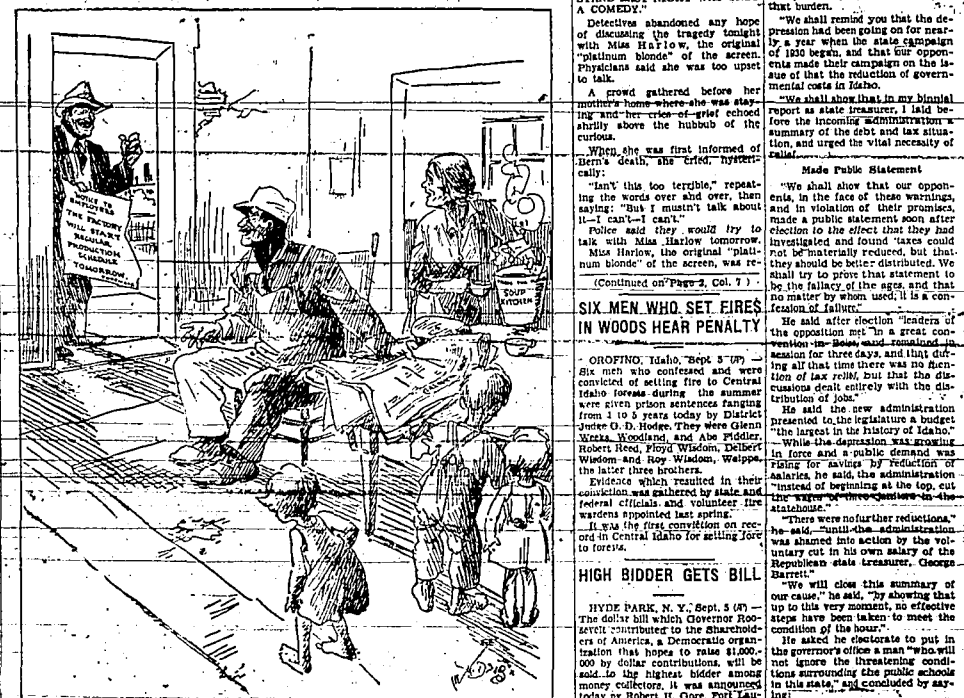 NOTICE TO
EMPLOYEES
THE FACTORY
WILL START
REGULAR
PRODUCTION
SCHEDULE
TOMORROW
FROM THE
SOUP
KITCHEN
A COMEDY."
Detectives abandoned any hope
of discussing the tragedy tonight
with Miss Harlow, the original
"platinum blonde" of the screen.
Physicians said she was too upset
to talk.
A crowd gathered before her
mother's home where she was stay-
ing and her cries of grief echoed
shrilly above the hubbub of the
curious.
When she was first informed of
Bern's death, she cried, hysteri-
cally:
"Isn't this too terrible," repeat-
ing the words over and over, then
saying: "But I mustn't talk about
it—I can't—I can't."
Police said they would try to
talk with Miss Harlow tomorrow.
Miss Harlow, the original "plati-
num blonde" of the screen, was re-
(Continued on Page 2, Col. 7)
SIX MEN WHO SET FIRES
IN WOODS HEAR PENALTY
OROFINO, Idaho, Sept 5 (AP) —
Six men who confessed and were
convicted of setting fire to Central
Idaho forests during the summer
were given prison sentences fanging
from 1 to 5 years today by District
Judge G. D. Hodge. They were Glenn
Weeks, Woodland, and Abe Fiddler,
Robert Reed, Floyd Wisdom, Delbert
Wisdom and Roy Wisdom, Weippe,
the latter three brothers.
Evidence which resulted in their
conviction was gathered by state and
federal officials and volunteer fire
wardens appointed last spring.
It was the first conviction on rec-
ord in Central Idaho for setting fore
to forests.
HIGH BIDDER GETS BILL
HYDE PARK, N. Y., Sept. 5 (AP) —
The dollar bill which Governor Roo-
sevelt contributed to the Sharehold-
ers of America, a Democratic organ-
ization that hopes to raise $1,000,-
000 by dollar contributions, will be
sold to the highest bidder among
money collectors, it was announced
today by Robert H. Gore, Fort Lau-
that burden.
"We shall remind you that the de-
pression had been going on for near-
ly a year when the state campaign
of 1930 began, and that our oppon-
ents made their campaign on the is-
sue of that the reduction of govern-
mental costs in Idaho.
"We shall show that in my binnial
report as state treasurer, I laid be-
fore the incoming administration a
summary of the debt and tax situa-
tion, and urged the vital necessity of
relief.
Made Public Statement
"We shall show that our oppon-
ents, in the face of these warnings,
and in violation of their promises,
made a public statement soon after
election to the effect that they had
investigated and found 'taxes could
not be materially reduced, but that
they should be better distributed. We
shall try to prove that statement to
be the fallacy of the ages, and that
no matter by whom used, it is a con-
fession of failure."
He said after election "leaders of
the opposition met in a great con-
vention in Boise, and remained in
session for three days, and that dur-
ing all that time there was no men-
tion of tax relief, but that the dis-
cussions dealt entirely with the dis-
tribution of jobs."
He said the new administration
presented to the legislature a budget
"the largest in the history of Idaho."
While the depression was growing
in force and a public demand was
rising for savings by reduction of
salaries, he said, the administration
"instead of beginning at the top, cut
the wages of three janitors in the
statehouse."
"There were no further reductions,"
he said, "until the administration
was shamed into action by the vol-
untary cut in his own salary of the
Republican state treasurer, George
Barrett."
"We will close this summary of
our cause," he said, "by showing that
up to this very moment, no effective
steps have been taken to meet the
condition of the hour."
He asked he electorate to put in
the governor's office a man "who will
not ignore the threatening condi-
tions surrounding the public schools
in this state," and concluded by say-
ing: